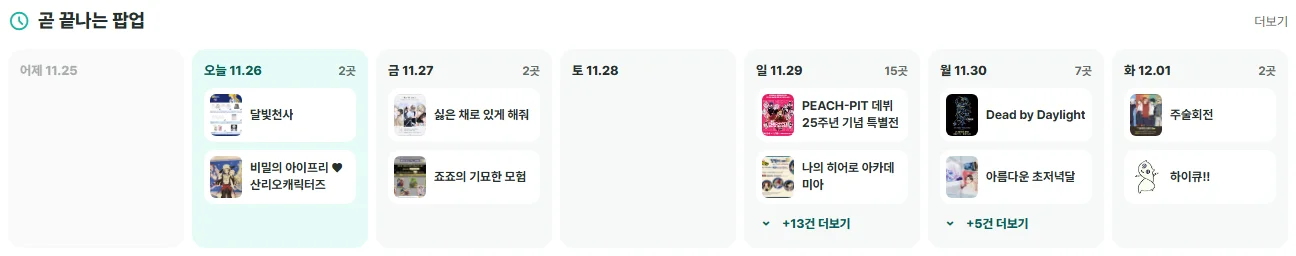 곧 끝나는 팝업
더보기
어제 11.25
오늘 11.26 2곳
달빛천사
비밀의 아이프리 ♥
산리오캐릭터즈
금 11.27 2곳
싫은 채로 있게 해줘
죠죠의 기묘한 모험
토 11.28
일 11.29 15곳
PEACH-PIT 데뷔
25주년 기념 특별전
나의 히어로 아카데
미아
+13건 더보기
월 11.30 7곳
Dead by Daylight
아름다운 초저녁달
+5건 더보기
화 12.01 2곳
주술회전
하이큐!!